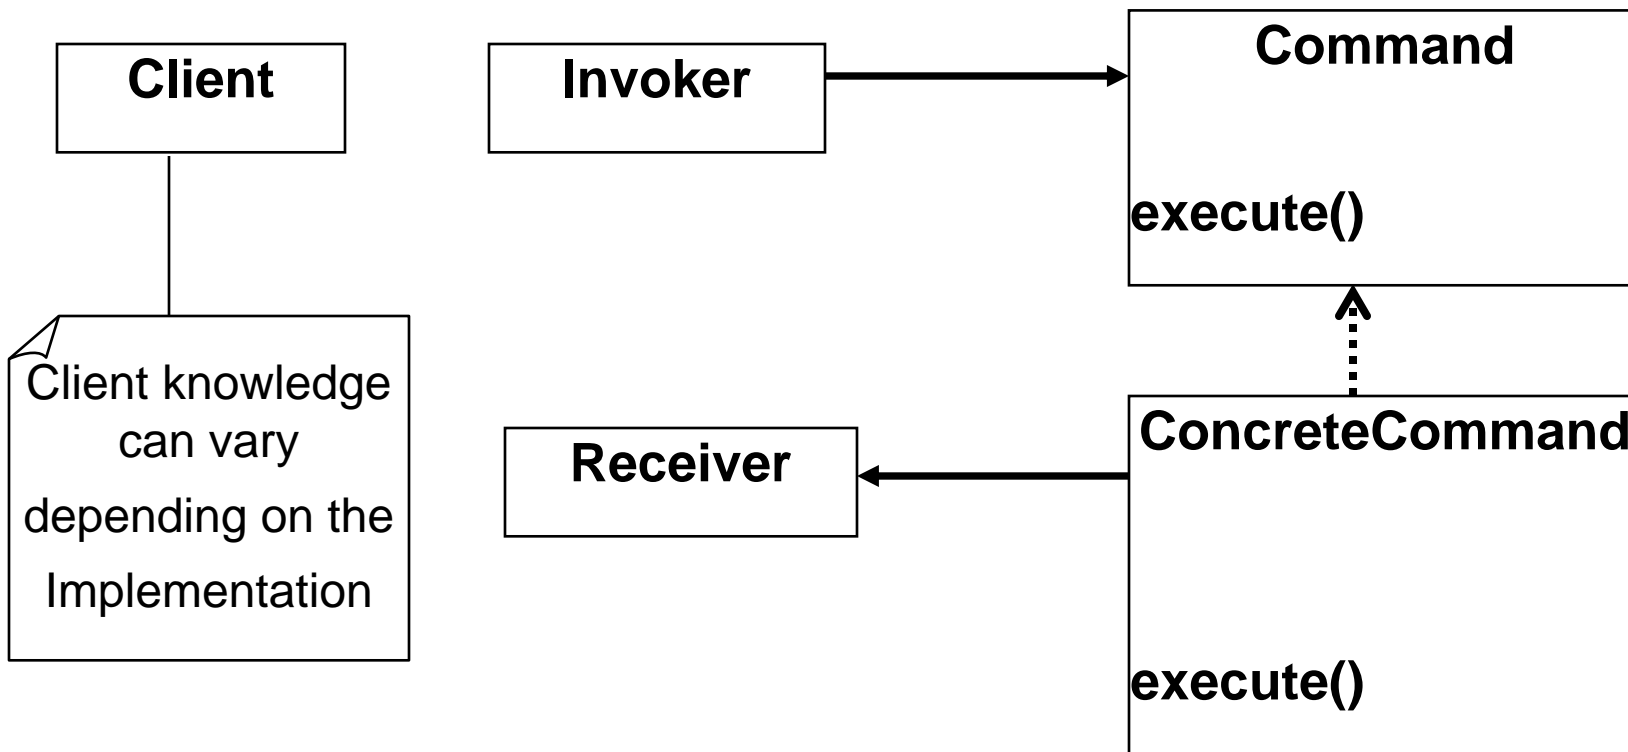 Client
Invoker
Command
execute()
Client knowledge
can vary
depending on the
Implementation
Receiver
ConcreteCommand
execute()